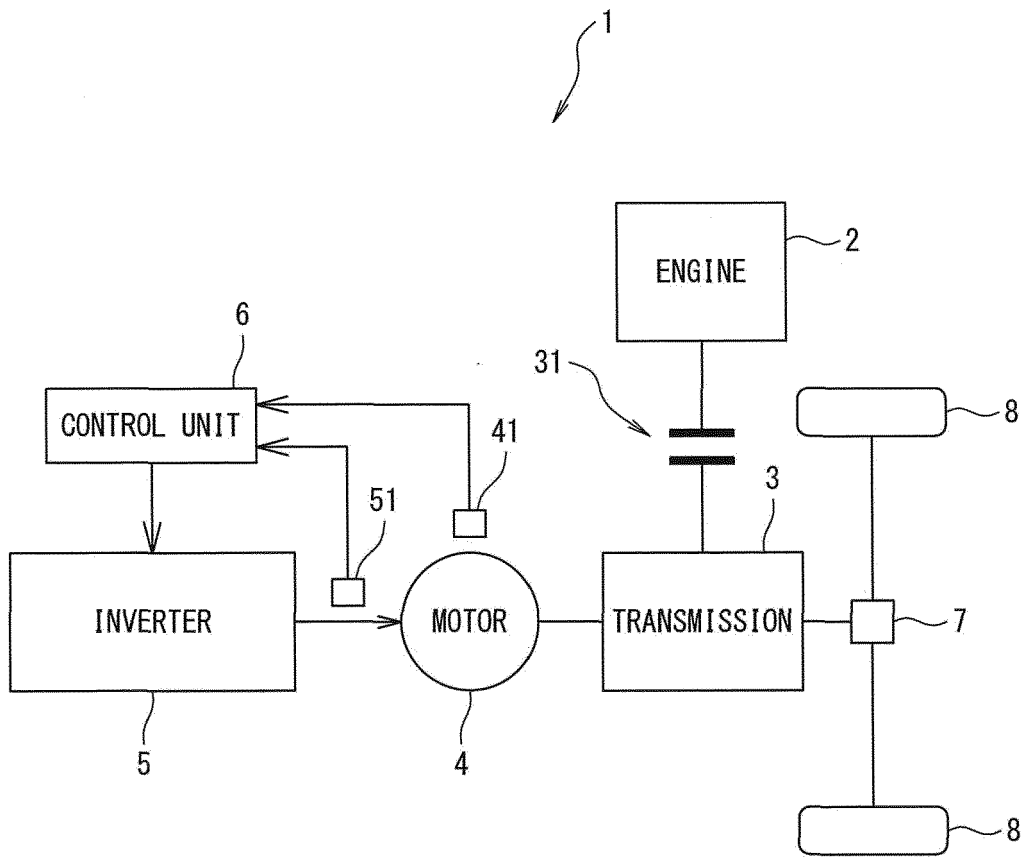 1
2
ENGINE
6
31
8
CONTROL UNIT
41
3
51
INVERTER
MOTOR
TRANSMISSION
7
5
4
8